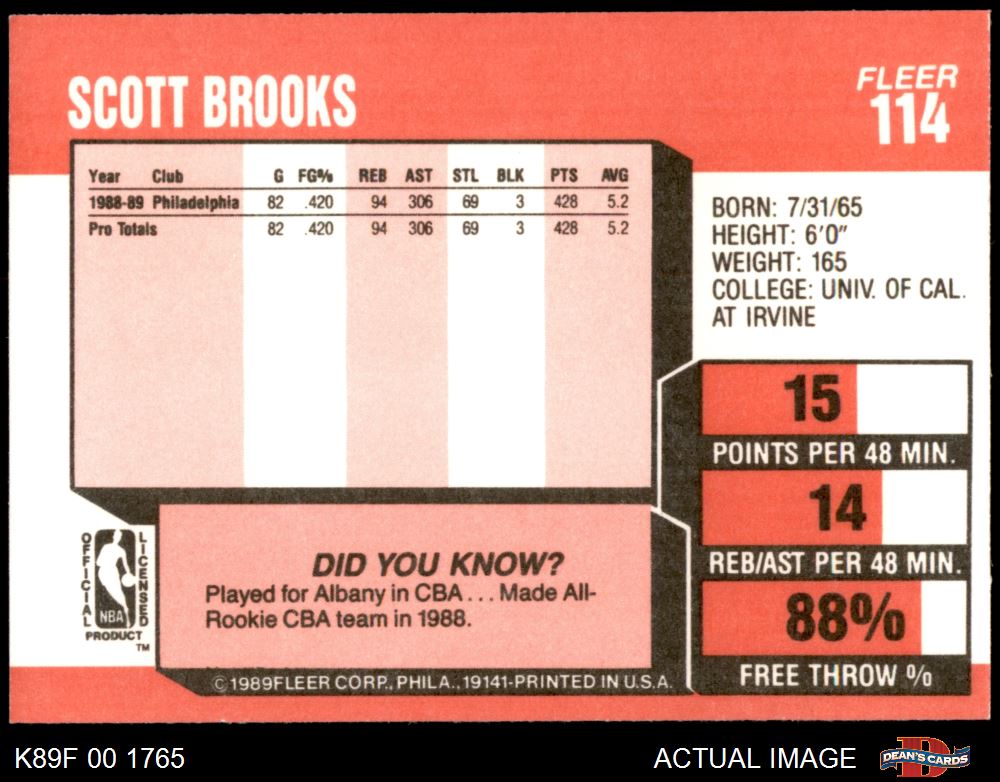 SCOTT BROOKS
FLEER
114
Year Club G FG% REB AST STL BLK PTS AVG
1988-89 Philadelphia 82 .420 94 306 69 3 428 5.2
Pro Totals 82 .420 94 306 69 3 428 5.2
BORN: 7/31/65
HEIGHT: 6'0"
WEIGHT: 165
COLLEGE: UNIV. OF CAL.
AT IRVINE
15
POINTS PER 48 MIN.
14
REB/AST PER 48 MIN.
88%
FREE THROW %
OFFICIAL
NBA
LICENSED
PRODUCT
TM
DID YOU KNOW?
Played for Albany in CBA... Made All-
Rookie CBA team in 1988.
©1989FLEER CORP., PHILA., 19141-PRINTED IN U.S.A.
K89F 00 1765
ACTUAL IMAGE
D
DEAN'S CARDS